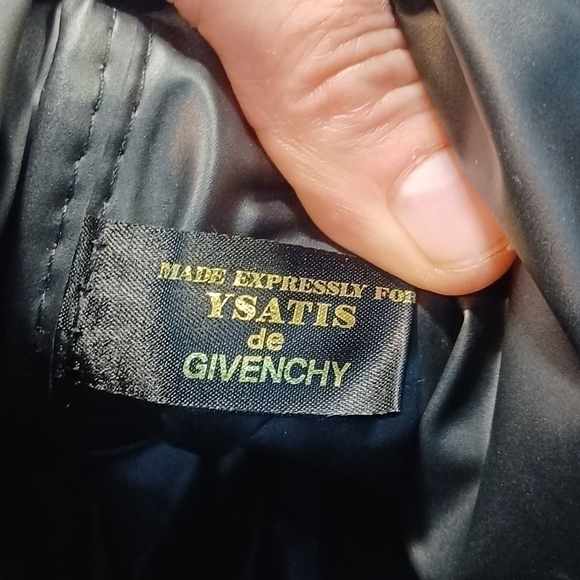 MADE EXPRESSLY FOR
YSATIS
de
GIVENCHY